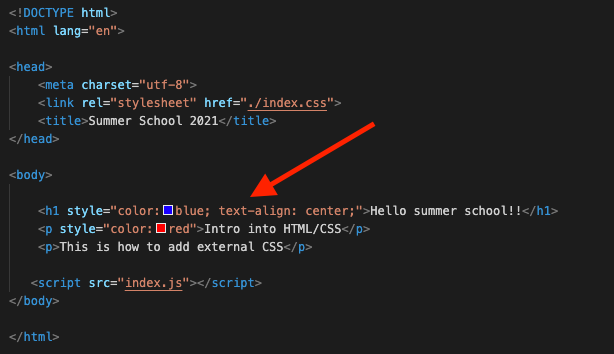 <!DOCTYPE html>
<html lang="en">
<head>
<meta charset="utf-8">
<link rel="stylesheet" href="./index.css">
<title>Summer School 2021</title>
</head>
<body>
<h1 style="color:blue; text-align: center;">Hello summer school!!</h1>
<p style="color:red">Intro into HTML/CSS</p>
<p>This is how to add external CSS</p>
<script src="index.js"></script>
</body>
</html>